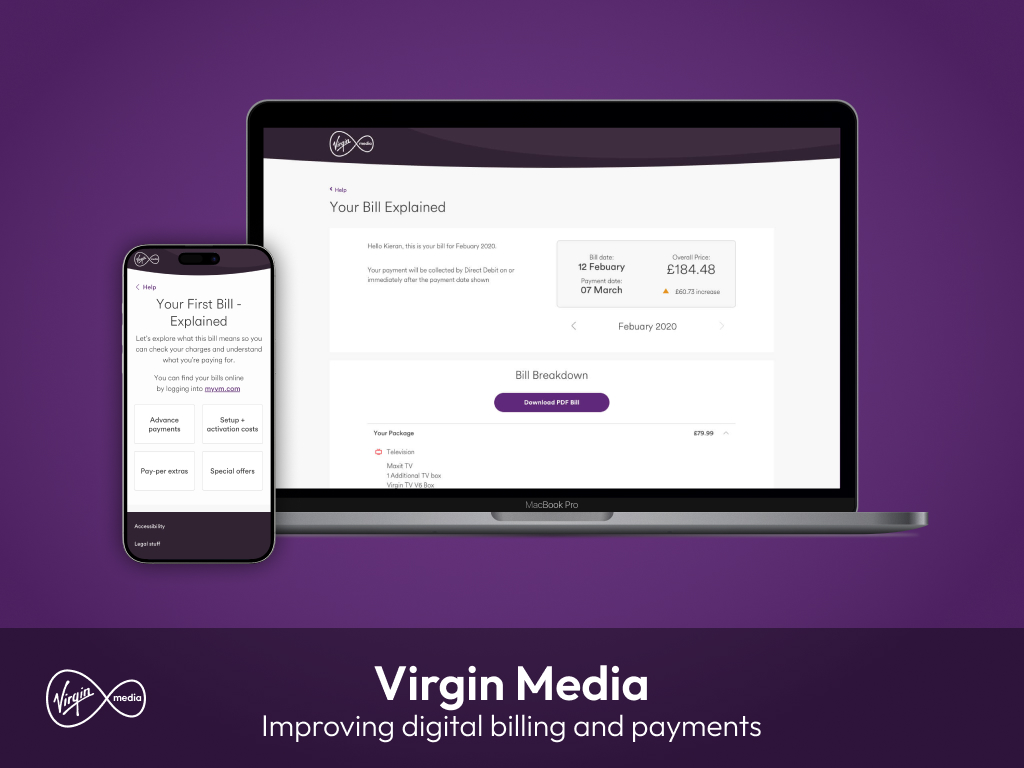 Virgin media
Help
Your Bill Explained
Hello Kieran, this is your bill for Febuary 2020.
Your payment will be collected by Direct Debit on or
immediately after the payment date shown
Bill date:
12 Febuary
Payment date:
07 March
Overall Price:
£184.48
£60.73 increase
Febuary 2020
Bill Breakdown
Download PDF Bill
Your Package £79.99
Television
Maxit TV
1 Additional TV box
Virgin TV V6 Box
MacBook Pro
Virgin media
Help
Your First Bill -
Explained
Let's explore what this bill means so you
can check your charges and understand
what you're paying for.
You can find your bills online
by logging into myvm.com
Advance
payments
Setup +
activation costs
Pay-per extras
Special offers
Accessibility
Legal stuff
Virgin media
Virgin Media
Improving digital billing and payments